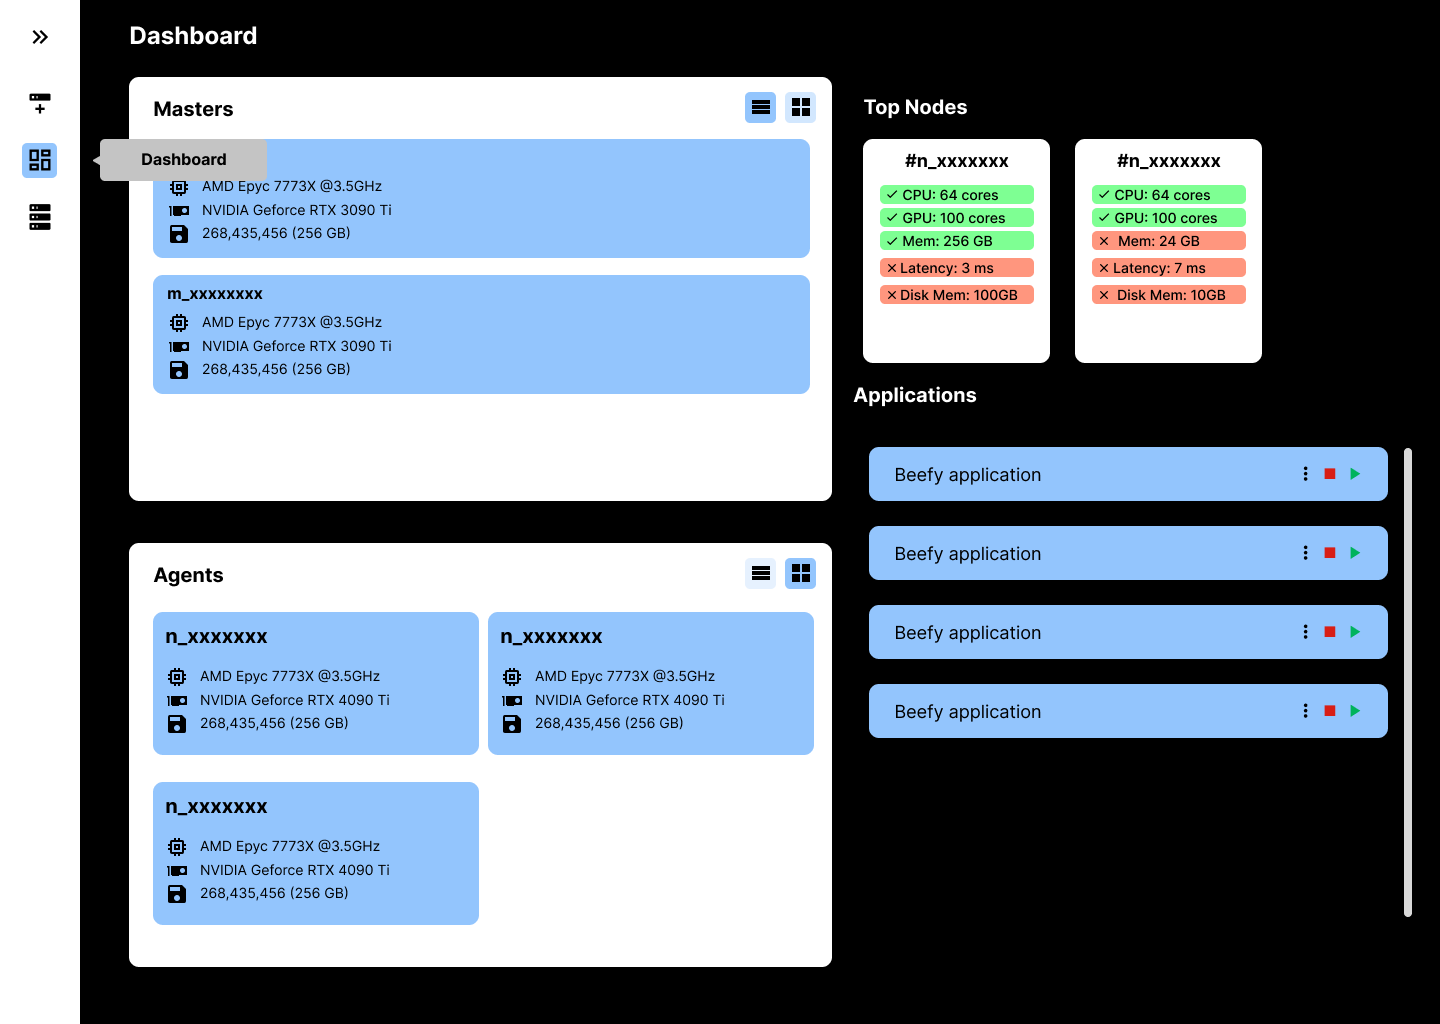 Dashboard
Masters
Dashboard
AMD Epyc 7773X @3.5GHz
NVIDIA Geforce RTX 3090 Ti
268,435,456 (256 GB)
m_xxxxxxxx
AMD Epyc 7773X @3.5GHz
NVIDIA Geforce RTX 3090 Ti
268,435,456 (256 GB)
Agents
n_xxxxxxx
AMD Epyc 7773X @3.5GHz
NVIDIA Geforce RTX 4090 Ti
268,435,456 (256 GB)
n_xxxxxxx
AMD Epyc 7773X @3.5GHz
NVIDIA Geforce RTX 4090 Ti
268,435,456 (256 GB)
n_xxxxxxx
AMD Epyc 7773X @3.5GHz
NVIDIA Geforce RTX 4090 Ti
268,435,456 (256 GB)
Top Nodes
#n_xxxxxxx
CPU: 64 cores
GPU: 100 cores
Mem: 256 GB
Latency: 3 ms
Disk Mem: 100GB
#n_xxxxxxx
CPU: 64 cores
GPU: 100 cores
Mem: 24 GB
Latency: 7 ms
Disk Mem: 10GB
Applications
Beefy application
Beefy application
Beefy application
Beefy application